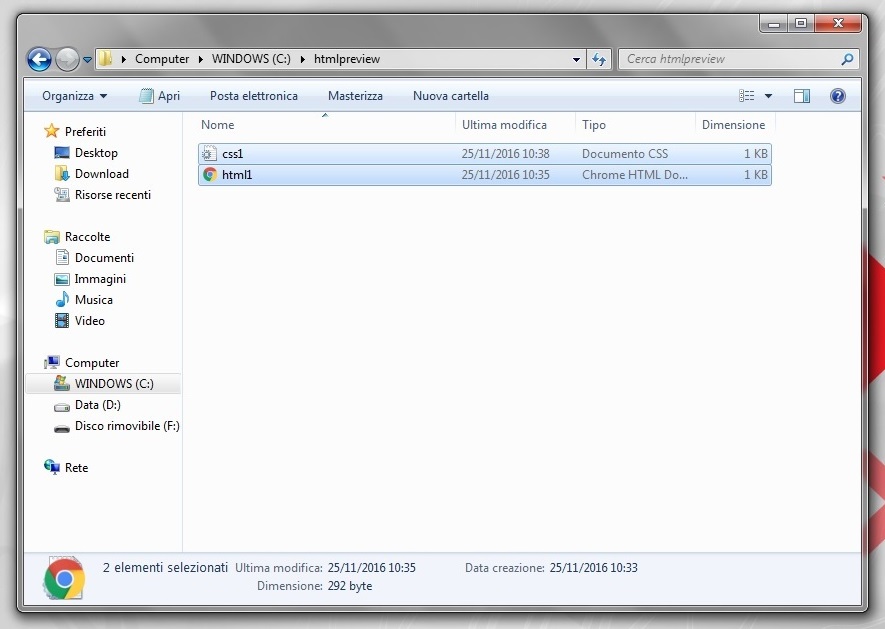 Computer WINDOWS (C:) htmlpreview Cerca htmlpreview
Organizza Apri Posta elettronica Masterizza Nuova cartella
Nome Ultima modifica Tipo Dimensione
css1 25/11/2016 10:38 Documento CSS 1 KB
html1 25/11/2016 10:35 Chrome HTML Do... 1 KB
Preferiti
Desktop
Download
Risorse recenti
Raccolte
Documenti
Immagini
Musica
Video
Computer
WINDOWS (C:)
Data (D:)
Disco rimovibile (F:)
Rete
2 elementi selezionati Ultima modifica: 25/11/2016 10:35 Data creazione: 25/11/2016 10:33
Dimensione: 292 byte